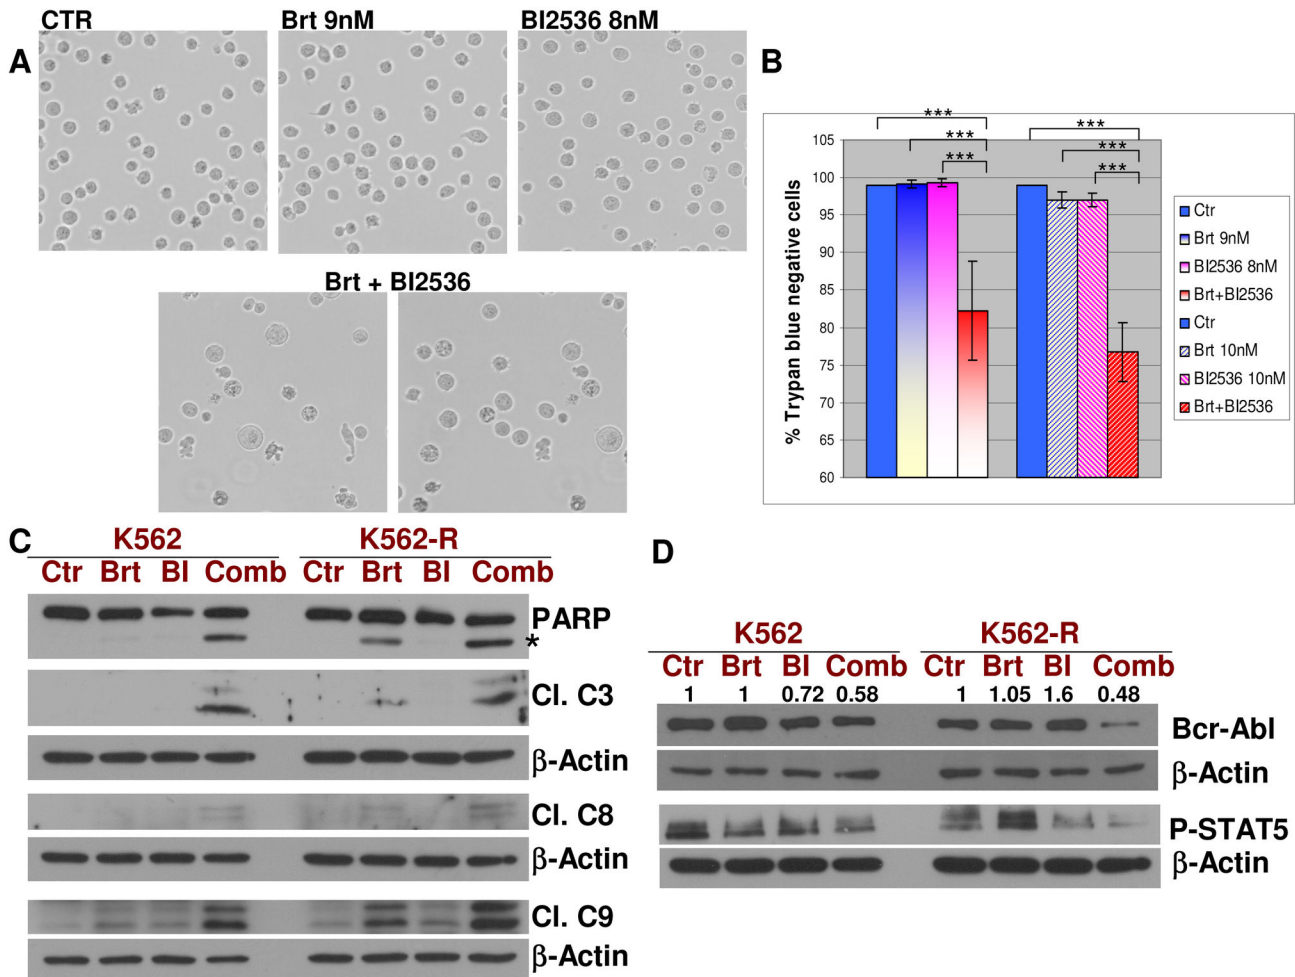 CTR
Brt 9nM
BI2536 8nM
A
Brt + BI2536
B
***
***
***
***
***
***
105
100
95
90
85
80
75
70
65
60
% Trypan blue negative cells
Ctr
Brt 9nM
BI2536 8nM
Brt+BI2536
Ctr
Brt 10nM
BI2536 10nM
Brt+BI2536
C
K562 K562-R
Ctr Brt BI Comb Ctr Brt BI Comb
PARP
*
Cl. C3
β-Actin
Cl. C8
β-Actin
Cl. C9
β-Actin
D
K562 K562-R
Ctr Brt BI Comb Ctr Brt BI Comb
1 1 0.72 0.58 1 1.05 1.6 0.48
Bcr-Abl
β-Actin
P-STAT5
β-Actin